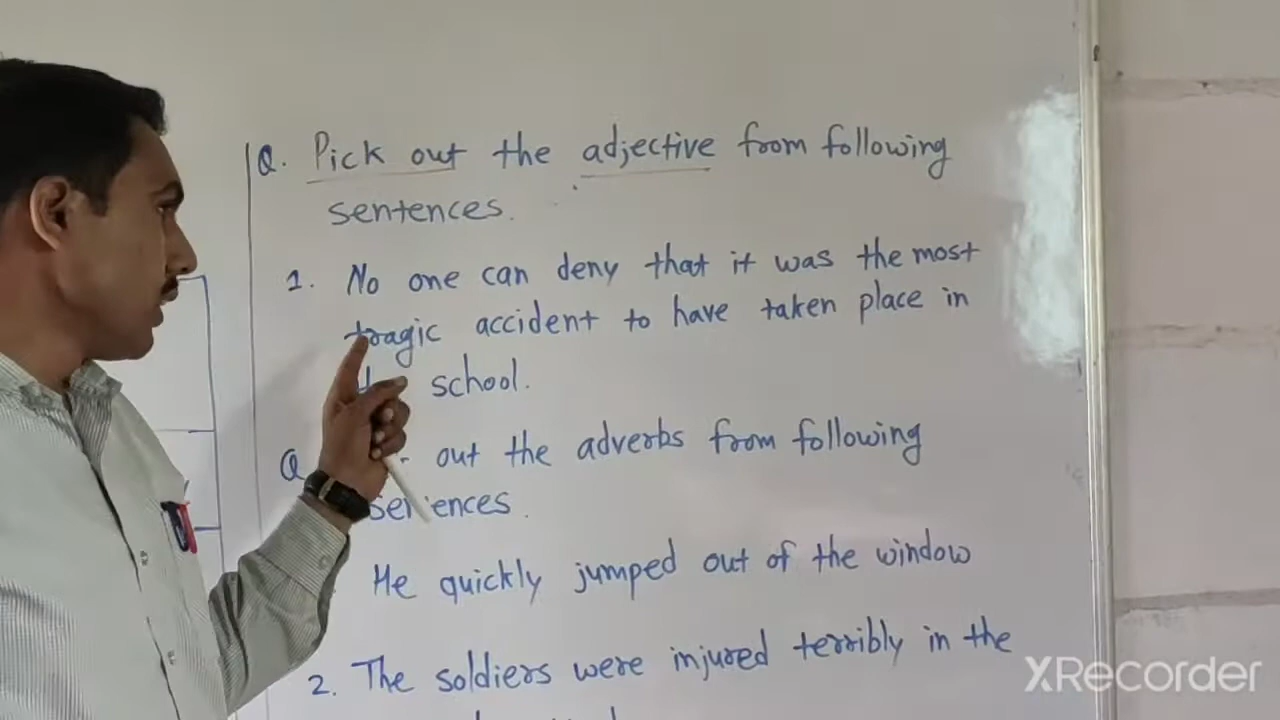 Q. Pick out the adjective from following
sentences.
1. No one can deny that it was the most
tragic accident to have taken place in
school.
Q out the adverbs from following
sentences.
He quickly jumped out of the window
2. The soldiers were injured terribly in the
XRecorder